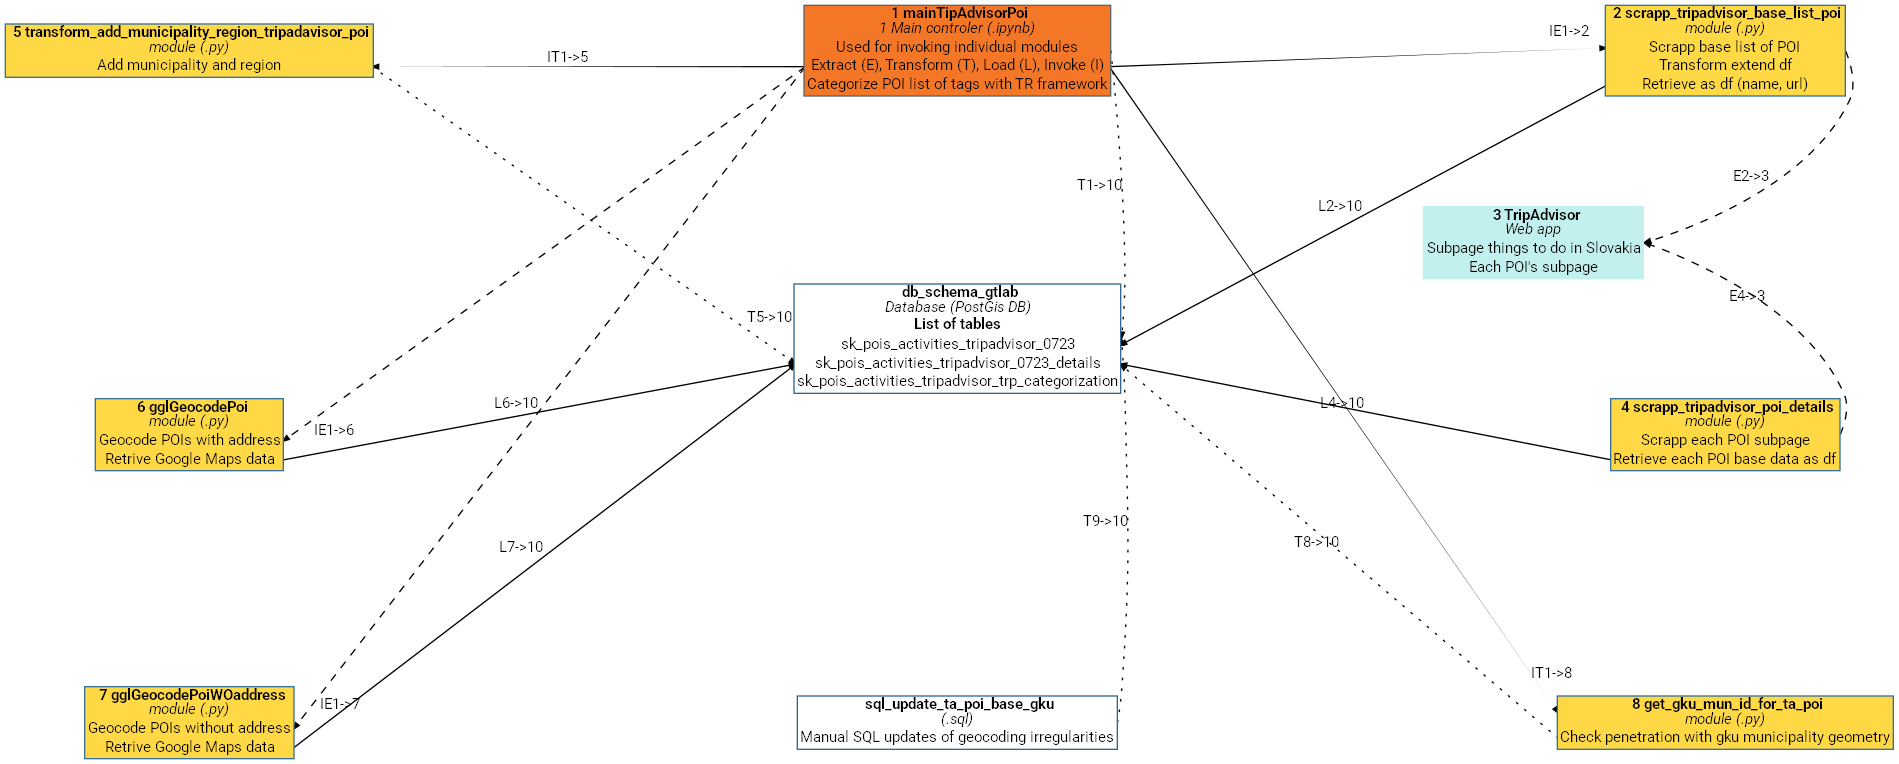 1 mainTipAdvisorPoi
1 Main controler (.ipynb)
Used for invoking individual modules
Extract (E), Transform (T), Load (L), Invoke (I)
Categorize POI list of tags with TR framework
2 scrapp_tripadvisor_base_list_poi
module (.py)
Scrapp base list of POI
Transform extend df
Retrieve as df (name, url)
5 transform_add_municipality_region_tripadavisor_poi
module (.py)
Add municipality and region
IT1->5
IE1->2
E2->3
T1->10
L2->10
3 TripAdvisor
Web app
Subpage things to do in Slovakia
Each POI's subpage
E4->3
T5->10
db_schema_gtlab
Database (PostGis DB)
List of tables
sk_pois_activities_tripadvisor_0723
sk_pois_activities_tripadvisor_0723_details
sk_pois_activities_tripadvisor_trp_categorization
6 gglGeocodePoi
module (.py)
Geocode POIs with address
Retrive Google Maps data
IE1->6
L6->10
L4->10
4 scrapp_tripadvisor_poi_details
module (.py)
Scrapp each POI subpage
Retrieve each POI base data as df
T9->10
T8->10
L7->10
IT1->8
7 gglGeocodePoiWOaddress
module (.py)
Geocode POIs without address
Retrive Google Maps data
IE1->7
sql_update_ta_poi_base_gku
(.sql)
Manual SQL updates of geocoding irregularities
8 get_gku_mun_id_for_ta_poi
module (.py)
Check penetration with gku municipality geometry